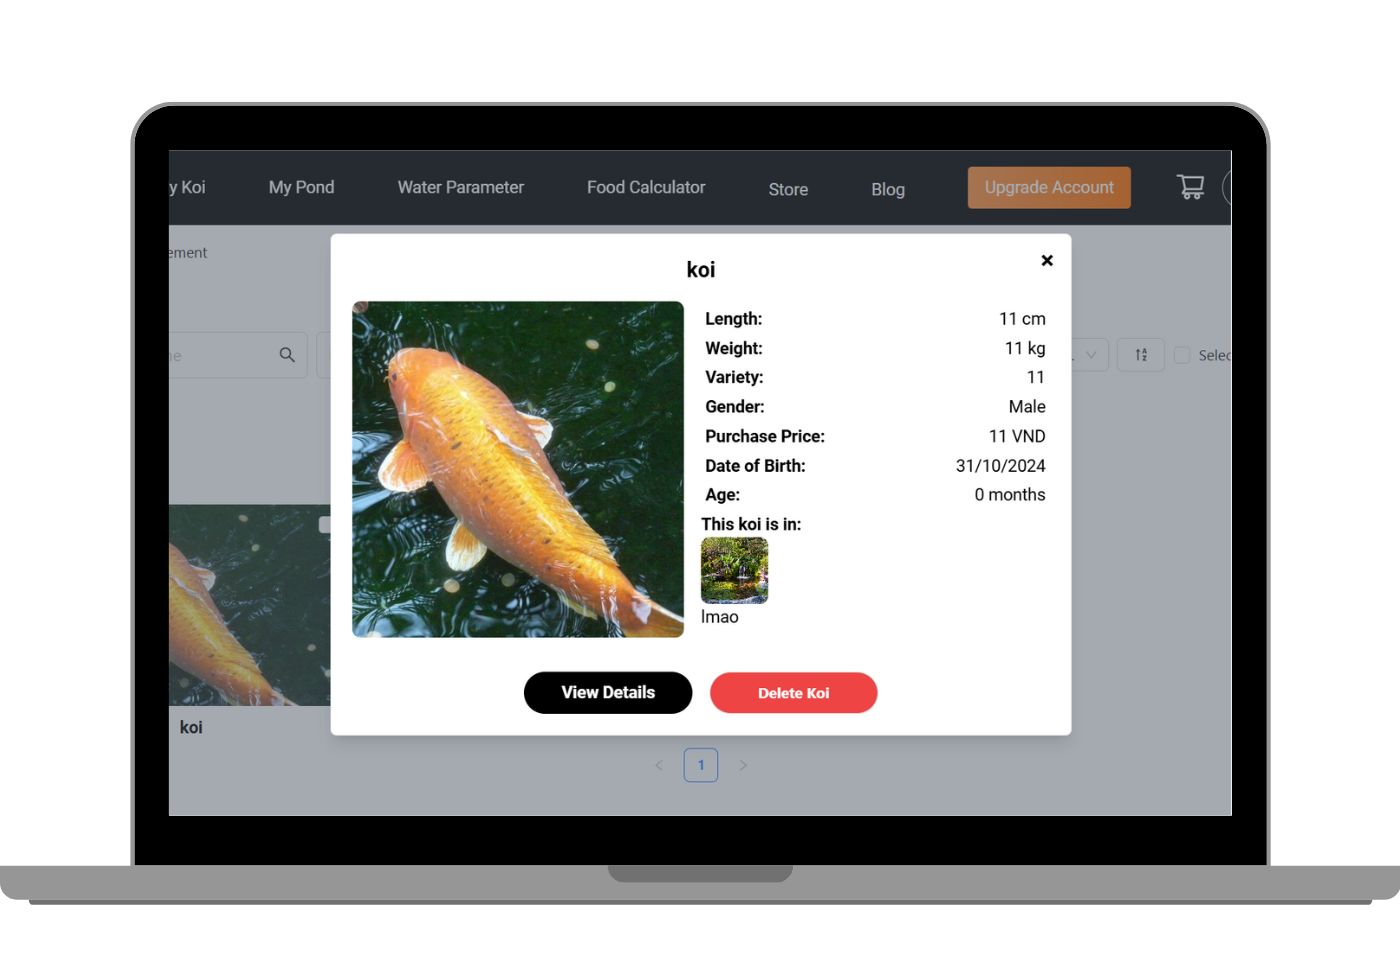 y Koi My Pond Water Parameter Food Calculator Store Blog Upgrade Account
ement
koi
Length: 11 cm
Weight: 11 kg
Variety: 11
Gender: Male
Purchase Price: 11 VND
Date of Birth: 31/10/2024
Age: 0 months
This koi is in:
lmao
View Details Delete Koi
ne
Selec
koi
1